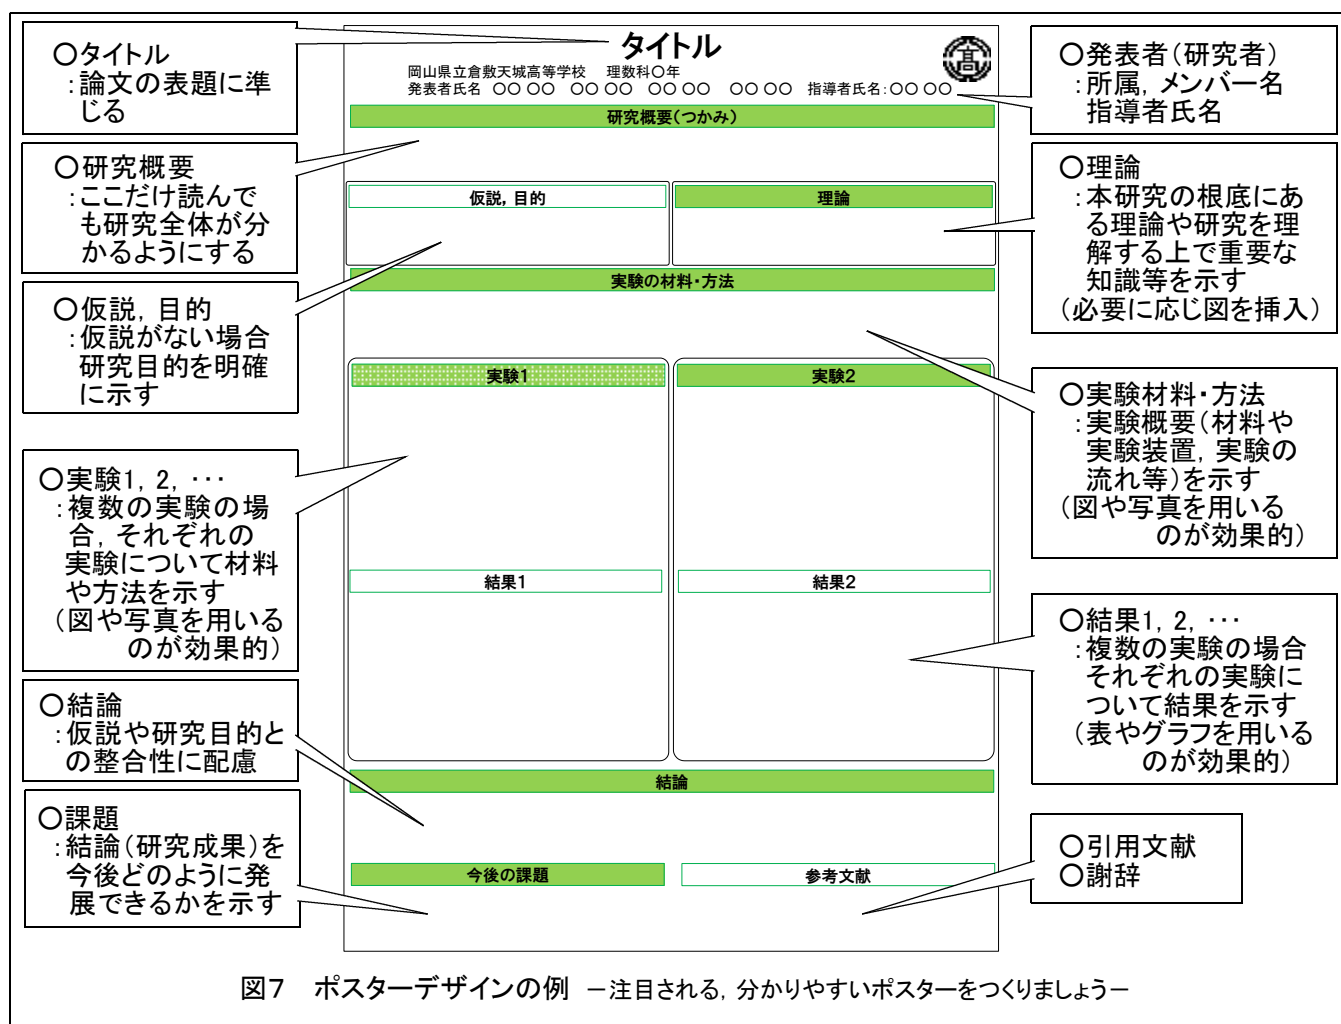 ○タイトル
：論文の表題に準
じる
○研究概要
：ここだけ読んで
も研究全体が分
かるようにする
○仮説，目的
：仮説がない場合
研究目的を明確
に示す
○実験1，2，・・・
：複数の実験の場
合，それぞれの
実験について材料
や方法を示す
（図や写真を用いる
のが効果的）
○結論
：仮説や研究目的と
の整合性に配慮
○課題
：結論（研究成果）を
今後どのように発
展できるかを示す
タイトル
高
岡山県立倉敷天城高等学校　理数科○年
発表者氏名　○○ ○○　○○ ○○　○○ ○○　○○ ○○　指導者氏名：○○ ○○
研究概要（つかみ）
仮説，目的
理論
実験の材料・方法
実験1
実験2
結果1
結果2
結論
今後の課題
参考文献
○発表者（研究者）
：所属，メンバー名
指導者氏名
○理論
：本研究の根底にあ
る理論や研究を理
解する上で重要な
知識等を示す
（必要に応じ図を挿入）
○実験材料・方法
：実験概要（材料や
実験装置，実験の
流れ等）を示す
（図や写真を用いる
のが効果的）
○結果1，2，・・・
：複数の実験の場合
それぞれの実験に
ついて結果を示す
（表やグラフを用いる
のが効果的）
○引用文献
○謝辞
図7　ポスターデザインの例　－注目される，分かりやすいポスターをつくりましょう－